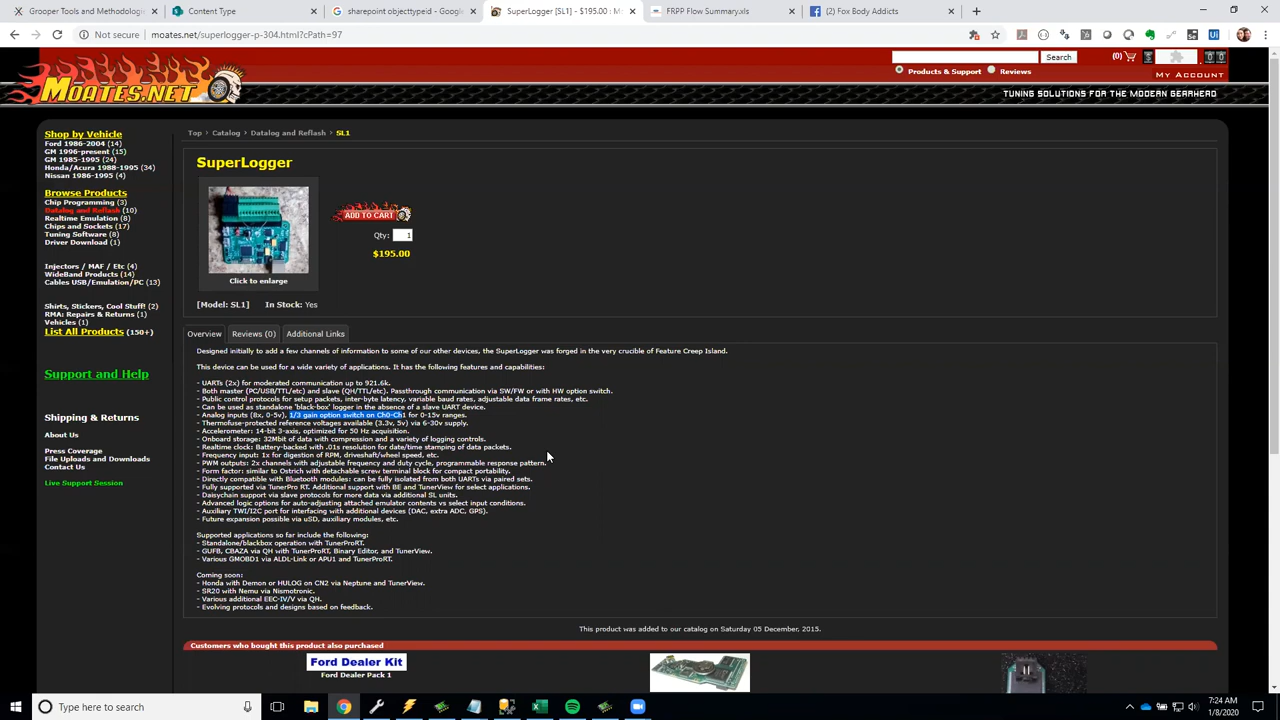 Grooper Tools and Methodologies
Content Type
sharepoint objecttypeid - Google
SuperLogger [SL1] - $195.00 : M
FRPP Flow Summary.xls
(2) Fox Body Addicts
Not secure
moates.net/superlogger-p-304.html?cPath=97
MOATES.NET
Search
Products & Support
Reviews
(0)
My Account
TUNING SOLUTIONS FOR THE MODERN GEARHEAD
Shop by Vehicle
Ford 1986-2004 (14)
GM 1996-present (15)
GM 1985-1995 (24)
Honda/Acura 1988-1995 (34)
Nissan 1986-1995 (4)
Browse Products
Chip Programming (3)
Datalog and Reflash (10)
Realtime Emulation (8)
Chips and Sockets (17)
Tuning Software (8)
Driver Download (1)
Injectors / MAF / Etc (4)
WideBand Products (14)
Cables USB/Emulation/PC (13)
Shirts, Stickers, Cool Stuff! (2)
RMA: Repairs & Returns (1)
Vehicles (1)
List All Products (150+)
Support and Help
Shipping & Returns
About Us
Press Coverage
File Uploads and Downloads
Contact Us
Live Support Session
Top › Catalog › Datalog and Reflash › SL1
SuperLogger
ADD TO CART
Qty: 1
$195.00
Click to enlarge
[Model: SL1] In Stock: Yes
Overview
Reviews (0)
Additional Links
Designed initially to add a few channels of information to some of our other devices, the SuperLogger was forged in the very crucible of Feature Creep Island.
This device can be used for a wide variety of applications. It has the following features and capabilities:
- UARTs (2x) for moderated communication up to 921.6k.
- Both master (PC/USB/TTL/etc) and slave (QH/TTL/etc). Passthrough communication via SW/FW or with HW option switch.
- Public control protocols for setup packets, inter-byte latency, variable baud rates, adjustable data frame rates, etc.
- Can be used as standalone 'black-box' logger in the absence of a slave UART device.
- Analog inputs (8x, 0-5v), 1/3 gain option switch on Ch0-Ch1 for 0-15v ranges.
- Thermofuse-protected reference voltages available (3.3v, 5v) via 6-30v supply.
- Accelerometer: 14-bit 3-axis, optimized for 50 Hz acquisition.
- Onboard storage: 32Mbit of data with compression and a variety of logging controls.
- Realtime clock: Battery-backed with .01s resolution for date/time stamping of data packets.
- Frequency input: 1x for digestion of RPM, driveshaft/wheel speed, etc.
- PWM outputs: 2x channels with adjustable frequency and duty cycle, programmable response pattern.
- Form factor: similar to Ostrich with detachable screw terminal block for compact portability.
- Directly compatible with Bluetooth modules: can be fully isolated from both UARTs via paired sets.
- Fully supported via TunerPro RT. Additional support with BE and TunerView for select applications.
- Daisychain support via slave protocols for more data via additional SL units.
- Advanced logic options for auto-adjusting attached emulator contents vs select input conditions.
- Auxiliary TWI/I2C port for interfacing with additional devices (DAC, extra ADC, GPS).
- Future expansion possible via uSD, auxiliary modules, etc.
Supported applications so far include the following:
- Standalone/blackbox operation with TunerProRT.
- GUFB, CBAZA via QH with TunerProRT, Binary Editor, and TunerView.
- Various GMOBD1 via ALDL-Link or APU1 and TunerProRT.
Coming soon:
- Honda with Demon or HULOG on CN2 via Neptune and TunerView.
- SR20 with Nemu via Nismotronic.
- Various additional EEC-IV/V via QH.
- Evolving protocols and designs based on feedback.
This product was added to our catalog on Saturday 05 December, 2015.
Customers who bought this product also purchased
Ford Dealer Kit
Ford Dealer Pack 1
Type here to search
7:24 AM
1/8/2020